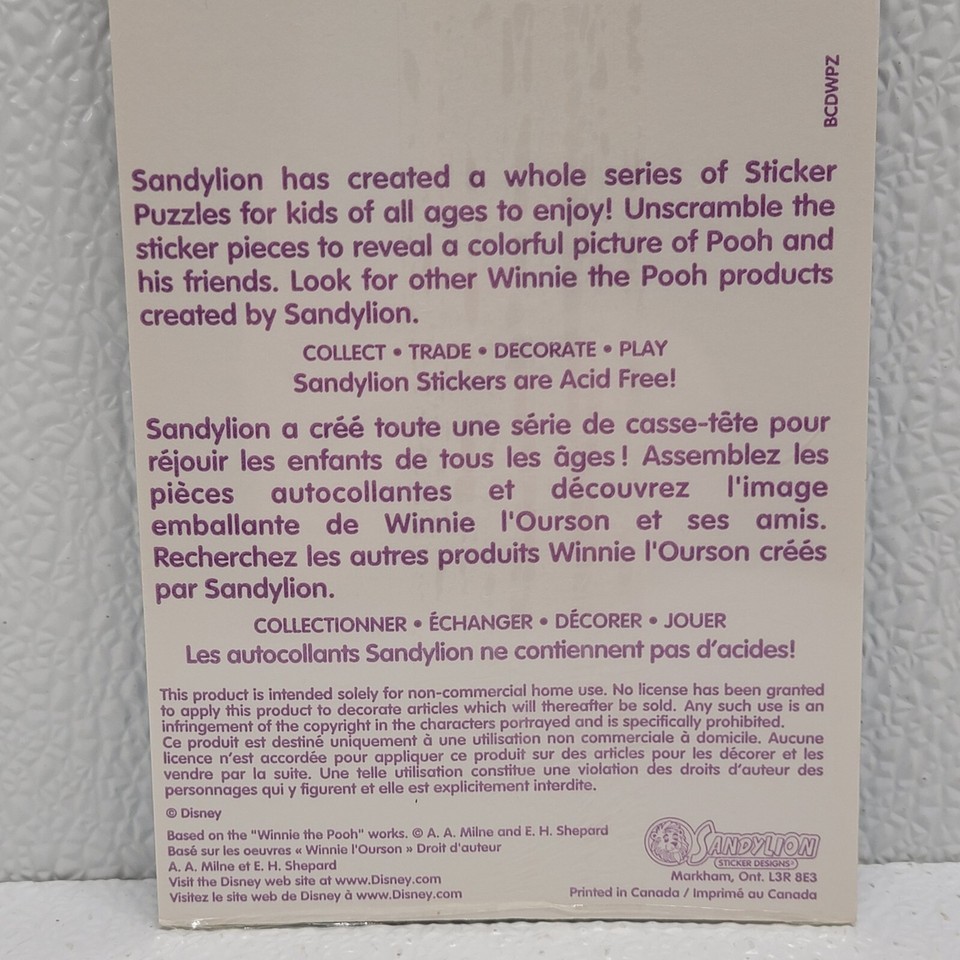 BCDWPZ
Sandylion has created a whole series of Sticker
Puzzles for kids of all ages to enjoy! Unscramble the
sticker pieces to reveal a colorful picture of Pooh and
his friends. Look for other Winnie the Pooh products
created by Sandylion.
COLLECT • TRADE • DECORATE • PLAY
Sandylion Stickers are Acid Free!
Sandylion a créé toute une série de casse-tête pour
réjouir les enfants de tous les âges! Assemblez les
pièces autocollantes et découvrez l'image
emballante de Winnie l'Ourson et ses amis.
Recherchez les autres produits Winnie l'Ourson créés
par Sandylion.
COLLECTIONNER • ÉCHANGER • DÉCORER • JOUER
Les autocollants Sandylion ne contiennent pas d'acides!
This product is intended solely for non-commercial home use. No license has been granted
to apply this product to decorate articles which will thereafter be sold. Any such use is an
infringement of the copyright in the characters portrayed and is specifically prohibited.
Ce produit est destiné uniquement à une utilisation non commerciale à domicile. Aucune
licence n'est accordée pour appliquer ce produit sur des articles pour les décorer et les
vendre par la suite. Une telle utilisation constitue une violation des droits d'auteur des
personnages qui y figurent et elle est explicitement interdite.
© Disney
Based on the "Winnie the Pooh" works. © A. A. Milne and E. H. Shepard
Basé sur les oeuvres « Winnie l'Ourson » Droit d'auteur
A. A. Milne et E. H. Shepard
Visit the Disney web site at www.Disney.com
Visitez le site web de Disney à www.Disney.com
SANDYLION
STICKER DESIGNS®
Markham, Ont. L3R 8E3
Printed in Canada / Imprimé au Canada